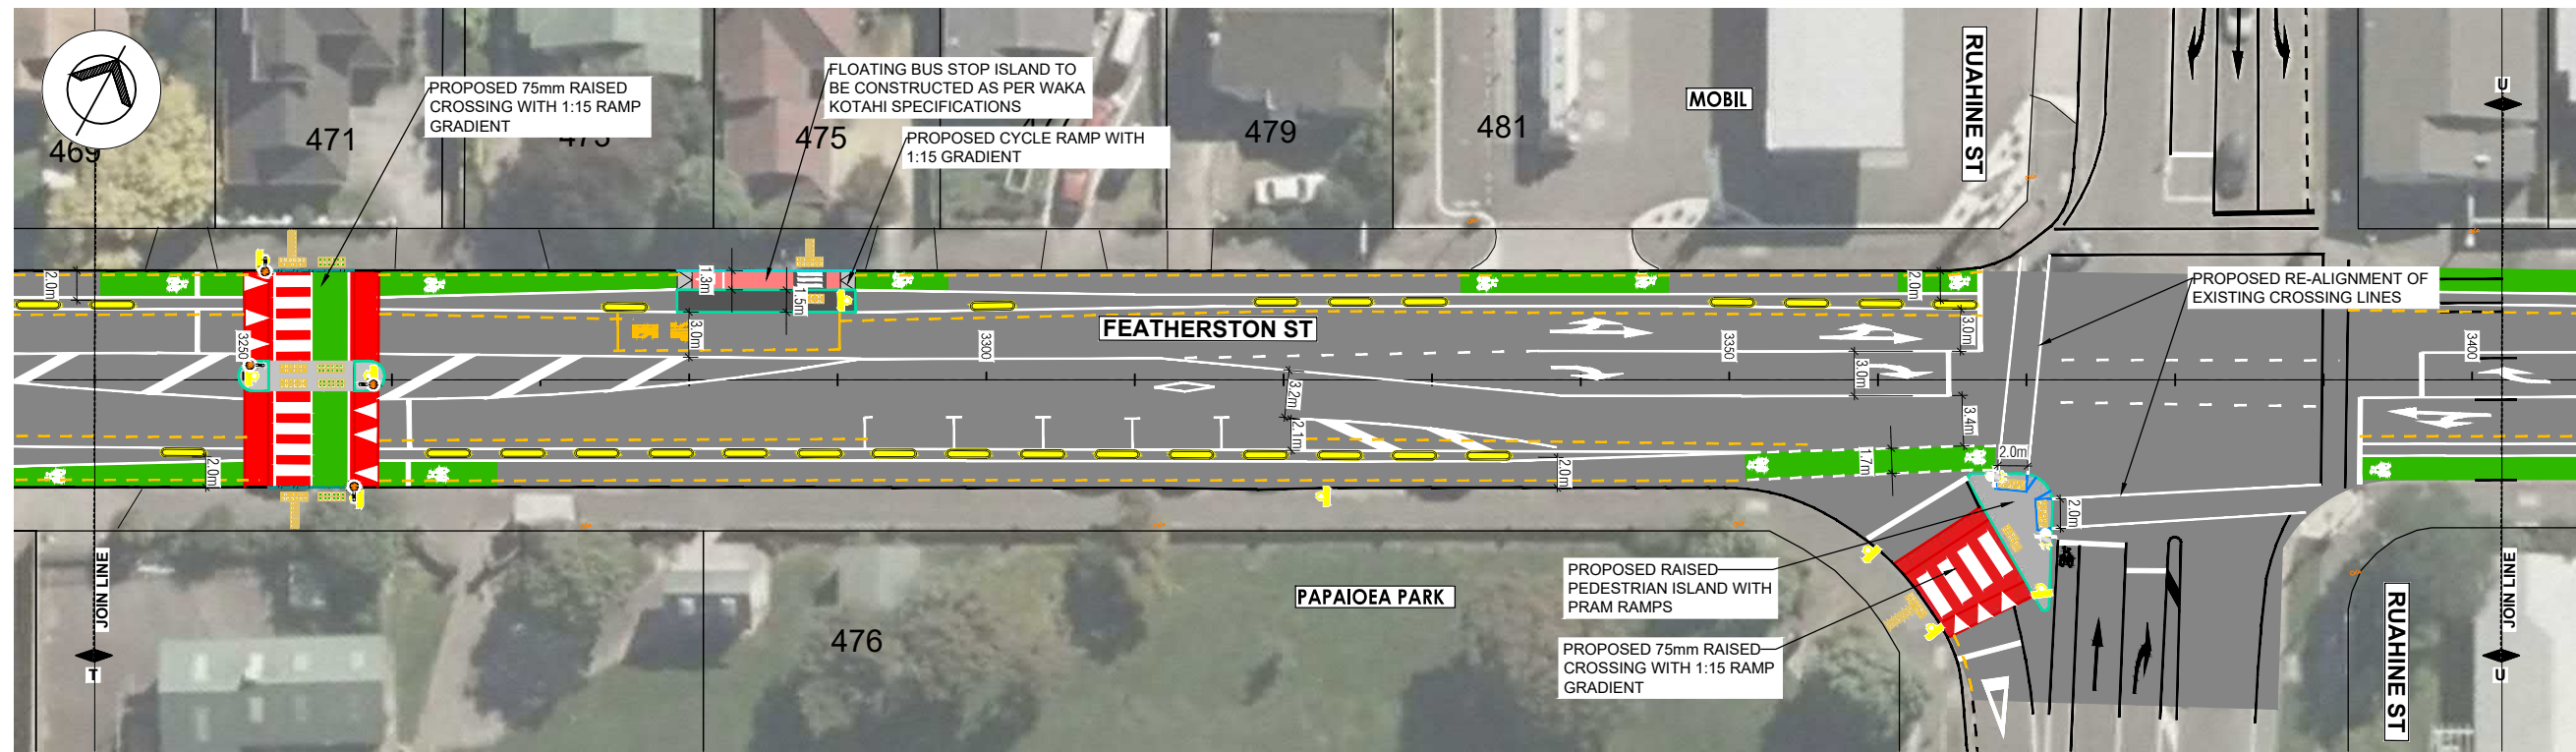 PROPOSED 75mm RAISED
CROSSING WITH 1:15 RAMP
GRADIENT
FLOATING BUS STOP ISLAND TO
BE CONSTRUCTED AS PER WAKA
KOTAHI SPECIFICATIONS
PROPOSED CYCLE RAMP WITH
1:15 GRADIENT
469
471
473
475
477
479
481
MOBIL
RUAHINE ST
U
PROPOSED RE-ALIGNMENT OF
EXISTING CROSSING LINES
FEATHERSTON ST
2.0m
1.3m
1.5m
3.0m
2.0m
3.0m
3250
3300
3350
3400
3.0m
3.2m
2.1m
3.4m
2.0m
2.0m
1.7m
2.0m
2.0m
JOIN LINE
T
476
PAPAIOEA PARK
PROPOSED RAISED
PEDESTRIAN ISLAND WITH
PRAM RAMPS
PROPOSED 75mm RAISED
CROSSING WITH 1:15 RAMP
GRADIENT
RUAHINE ST
JOIN LINE
U